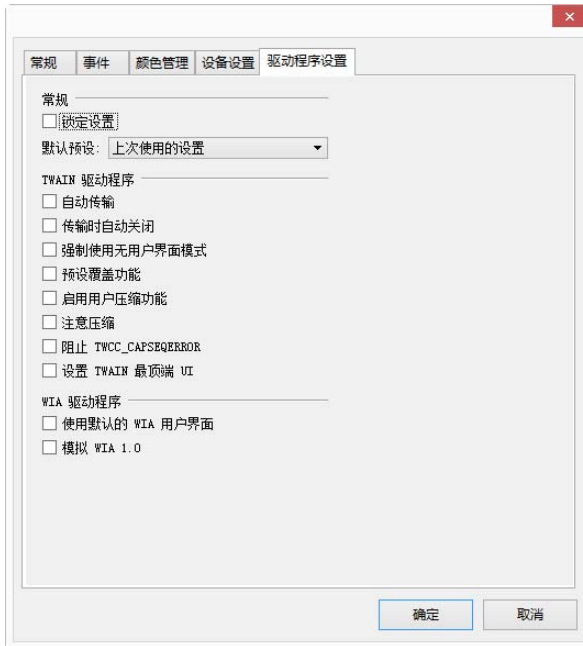 常规 事件 颜色管理 设备设置 驱动程序设置
常规
锁定设置
默认预设: 上次使用的设置
TWAIN 驱动程序
自动传输
传输时自动关闭
强制使用无用户界面模式
预设覆盖功能
启用用户压缩功能
注意压缩
阻止 TWCC_CAPSEQERROR
设置 TWAIN 最顶端 UI
WIA 驱动程序
使用默认的 WIA 用户界面
模拟 WIA 1.0
确定 取消